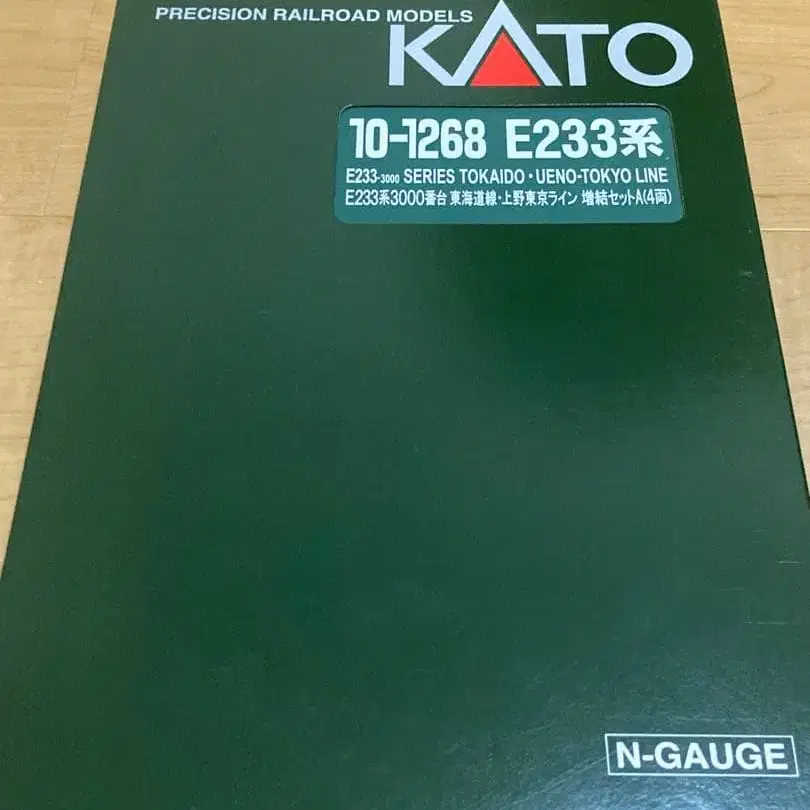 PRECISION RAILROAD MODELS
KATO
10-1268 E233系
E233-3000 SERIES TOKAIDO・UENO-TOKYO LINE
E233系3000番台 東海道線・上野東京ライン 増結セットA(4両)
N-GAUGE